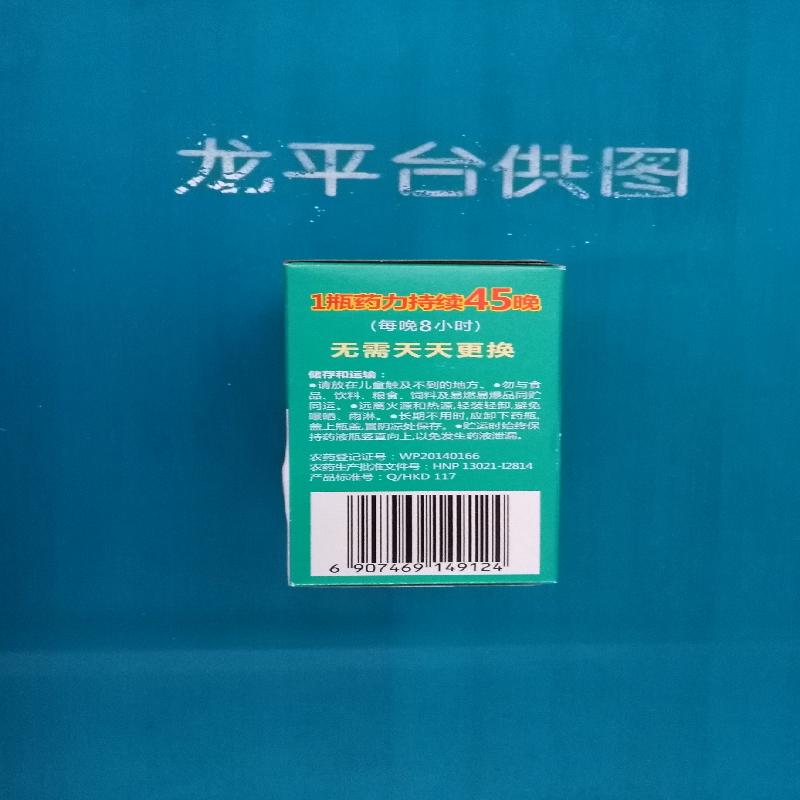 龙平台供图
1瓶药力持续45晚
(每晚8小时)
无需天天更换
储存和运输:
●请放在儿童触及不到的地方。●勿与食
品、饮料、粮食、饲料及易燃易爆品同贮
同运。●远离火源和热源,轻装轻卸,避免
曝晒、雨淋。●长期不用时,应卸下药瓶,
盖上瓶盖,置阴凉处保存。●贮运时始终保
持药液瓶竖直向上,以免发生药液泄漏。
农药登记证号:WP20140166
农药生产批准文件号:HNP 13021-I2814
产品标准号:Q/HKD 117
6 907469 149124